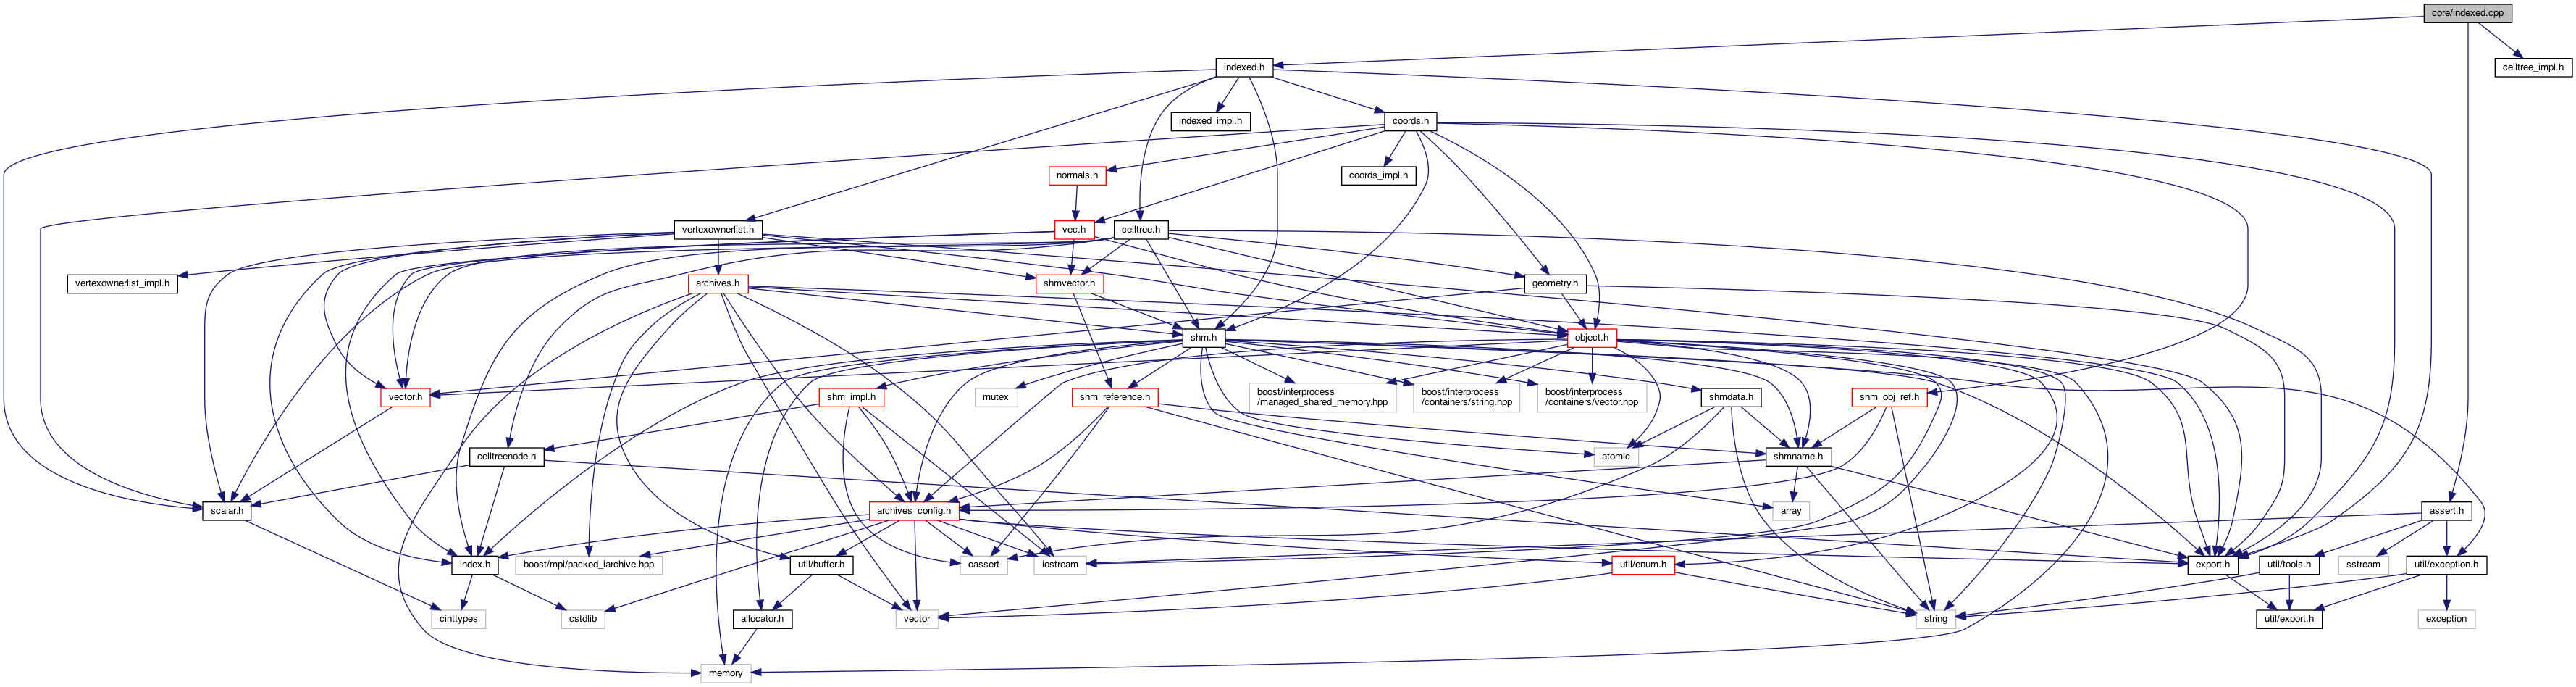 core/indexed.cpp
indexed.h
celltree_impl.h
indexed_impl.h
coords.h
normals.h
coords_impl.h
vertexownerlist.h
vec.h
celltree.h
vertexownerlist_impl.h
archives.h
shmvector.h
geometry.h
shm.h
object.h
vector.h
shm_impl.h
mutex
shm_reference.h
boost/interprocess
/managed_shared_memory.hpp
boost/interprocess
/containers/string.hpp
boost/interprocess
/containers/vector.hpp
shmdata.h
shm_obj_ref.h
celltreenode.h
atomic
shmname.h
scalar.h
archives_config.h
array
assert.h
index.h
boost/mpi/packed_iarchive.hpp
util/buffer.h
cassert
iostream
util/enum.h
export.h
util/tools.h
sstream
util/exception.h
cinttypes
cstdlib
allocator.h
vector
string
util/export.h
exception
memory